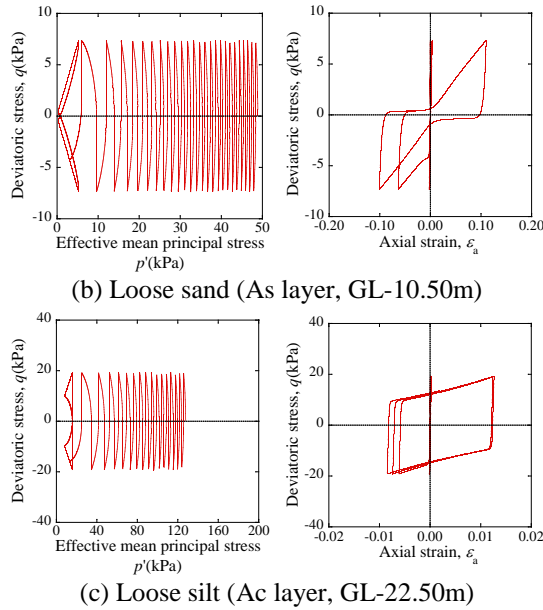 10
5
0
5
10
Deviatoric stress, q(kPa)
0 10 20 30 40 50
Effective mean principal stress
p'(kPa)
10
5
0
5
10
Deviatoric stress, q(kPa)
-0.20 -0.10 0.00 0.10 0.20
Axial strain, εa
(b) Loose sand (As layer, GL-10.50m)
40
20
0
-20
-40
Deviatoric stress, q(kPa)
0 40 80 120 160 200
Effective mean principal stress
p'(kPa)
40
20
0
-20
-40
Deviatoric stress, q(kPa)
-0.02 -0.01 0.00 0.01 0.02
Axial strain, εa
(c) Loose silt (Ac layer, GL-22.50m)